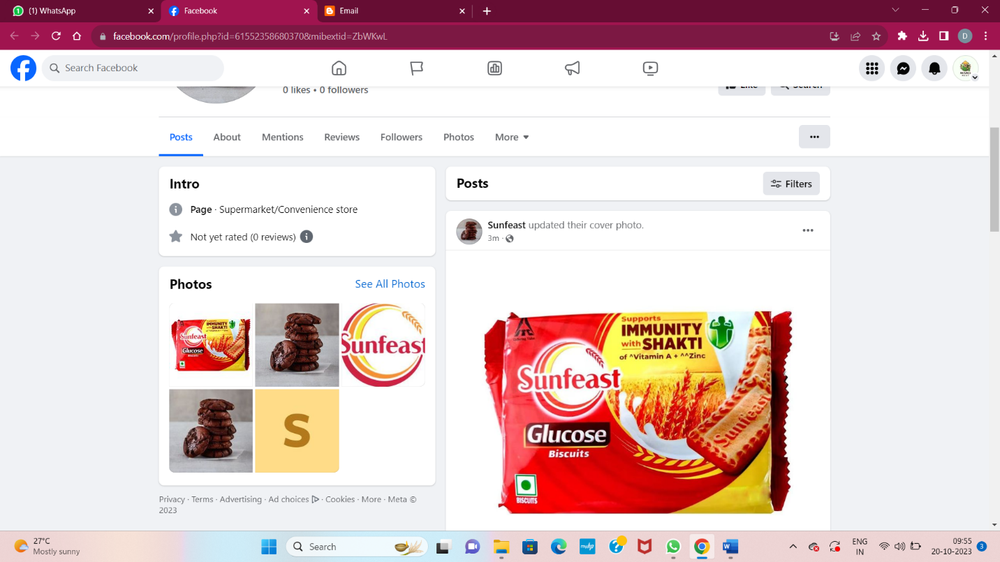 (1) WhatsApp
Facebook
Email
facebook.com/profile.php?id=61552358680370&mibextid=ZbWKwL
D
Search Facebook
0 likes • 0 followers
Like
Search
Posts
About
Mentions
Reviews
Followers
Photos
More
Intro
Page · Supermarket/Convenience store
Not yet rated (0 reviews)
Photos
See All Photos
IMMUNITY
with SHAKTI
Sunfeast
Glucose
Biscuits
Sunfeast
S
Privacy · Terms · Advertising · Ad choices · Cookies · More · Meta ©
2023
Posts
Filters
Sunfeast updated their cover photo.
3m ·
Supports
IMMUNITY
with SHAKTI
of ^Vitamin A + ^^Zinc
Sunfeast
Glucose
Biscuits
BISCUITS
27°C
Mostly sunny
Search
myhp
ENG
IN
09:55
20-10-2023
3